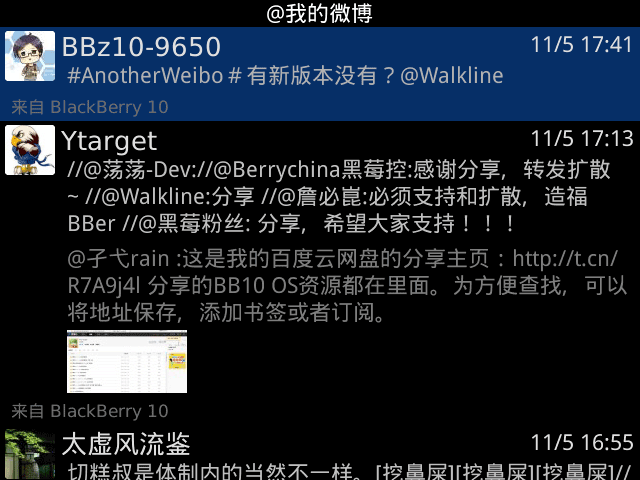 @我的微博
BBz10-9650 11/5 17:41
#AnotherWeibo＃有新版本没有？@Walkline
来自 BlackBerry 10
Ytarget 11/5 17:13
//@荡荡-Dev://@Berrychina黑莓控:感谢分享，转发扩散
~ //@Walkline:分享 //@詹必崑:必须支持和扩散，造福
BBer //@黑莓粉丝: 分享，希望大家支持！！！
@孑弋rain :这是我的百度云网盘的分享主页：http://t.cn/
R7A9j4l 分享的BB10 OS资源都在里面。为方便查找，可以
将地址保存，添加书签或者订阅。
来自 BlackBerry 10
太虚风流鉴 11/5 16:55
切糕叔是体制内的当然不一样。[挖鼻屎][挖鼻屎][挖鼻屎]//